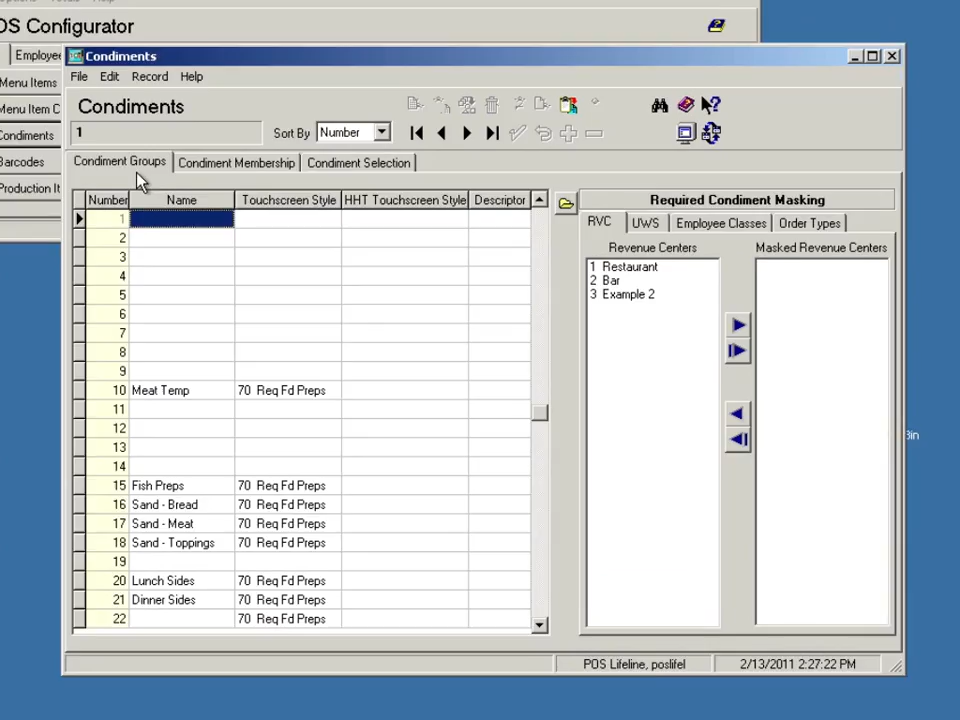 OS Configurator
Employee
Menu Items
Menu Item C
Condiments
Barcodes
Production It
Condiments
File Edit Record Help
Condiments
1 Sort By Number
Condiment Groups Condiment Membership Condiment Selection
Number Name Touchscreen Style HHT Touchscreen Style Descriptor
1
2
3
4
5
6
7
8
9
10 Meat Temp 70 Req Fd Preps
11
12
13
14
15 Fish Preps 70 Req Fd Preps
16 Sand - Bread 70 Req Fd Preps
17 Sand - Meat 70 Req Fd Preps
18 Sand - Toppings 70 Req Fd Preps
19
20 Lunch Sides 70 Req Fd Preps
21 Dinner Sides 70 Req Fd Preps
22 70 Req Fd Preps
Required Condiment Masking
RVC UWS Employee Classes Order Types
Revenue Centers Masked Revenue Centers
1 Restaurant
2 Bar
3 Example 2
POS Lifeline, poslifel 2/13/2011 2:27:22 PM